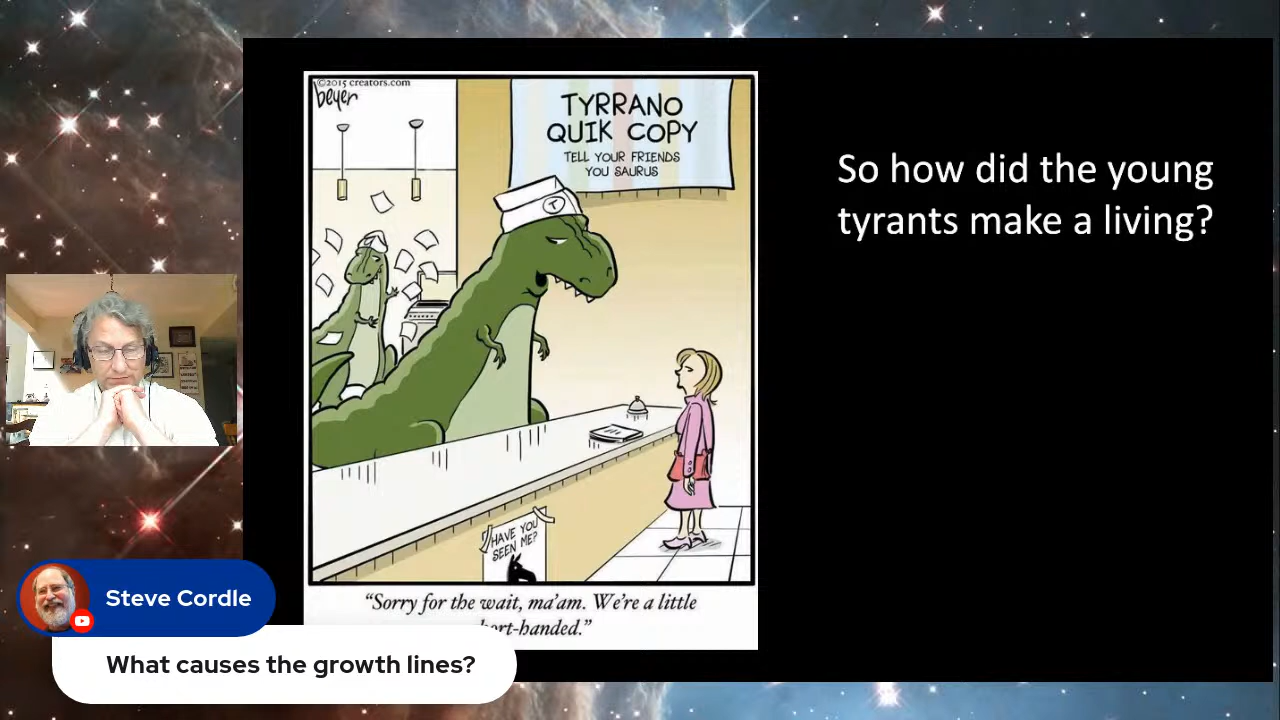 ©2015 creators.com
beyer
TYRRANO
QUIK COPY
TELL YOUR FRIENDS
YOU SAURUS
T
HAVE YOU
SEEN ME?
“Sorry for the wait, ma’am. We’re a little
hort-handed.”
So how did the young
tyrants make a living?
Steve Cordle
What causes the growth lines?